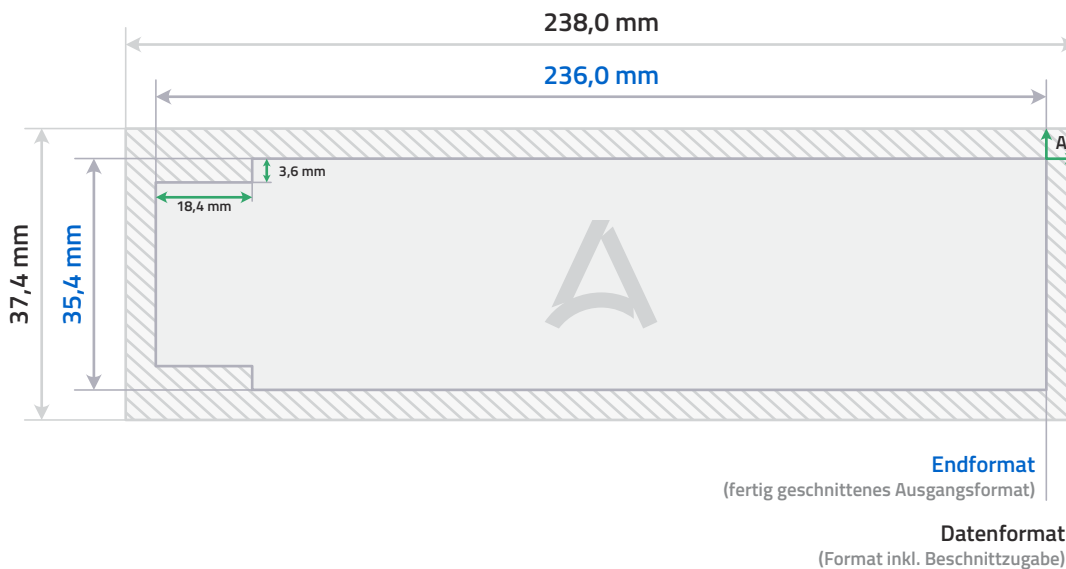 238,0 mm
236,0 mm
A
3,6 mm
18,4 mm
37,4 mm
35,4 mm
Endformat
(fertig geschnittenes Ausgangsformat)
Datenformat
(Format inkl. Beschnittzugabe)